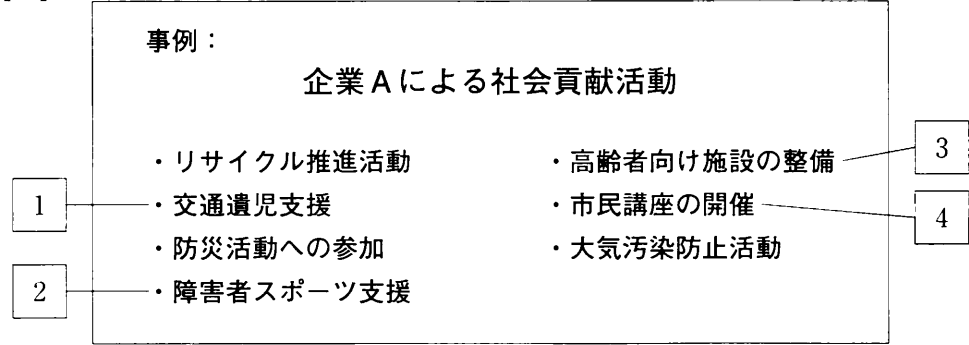 事例：
企業Aによる社会貢献活動
・リサイクル推進活動
・交通遺児支援
・防災活動への参加
・障害者スポーツ支援
・高齢者向け施設の整備
・市民講座の開催
・大気汚染防止活動
1
2
3
4